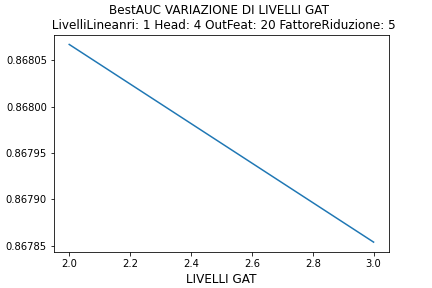 BestAUC VARIAZIONE DI LIVELLI GAT
LivelliLineanri: 1 Head: 4 OutFeat: 20 FattoreRiduzione: 5
0.86805
0.86800
0.86795
0.86790
0.86785
2.0 2.2 2.4 2.6 2.8 3.0
LIVELLI GAT